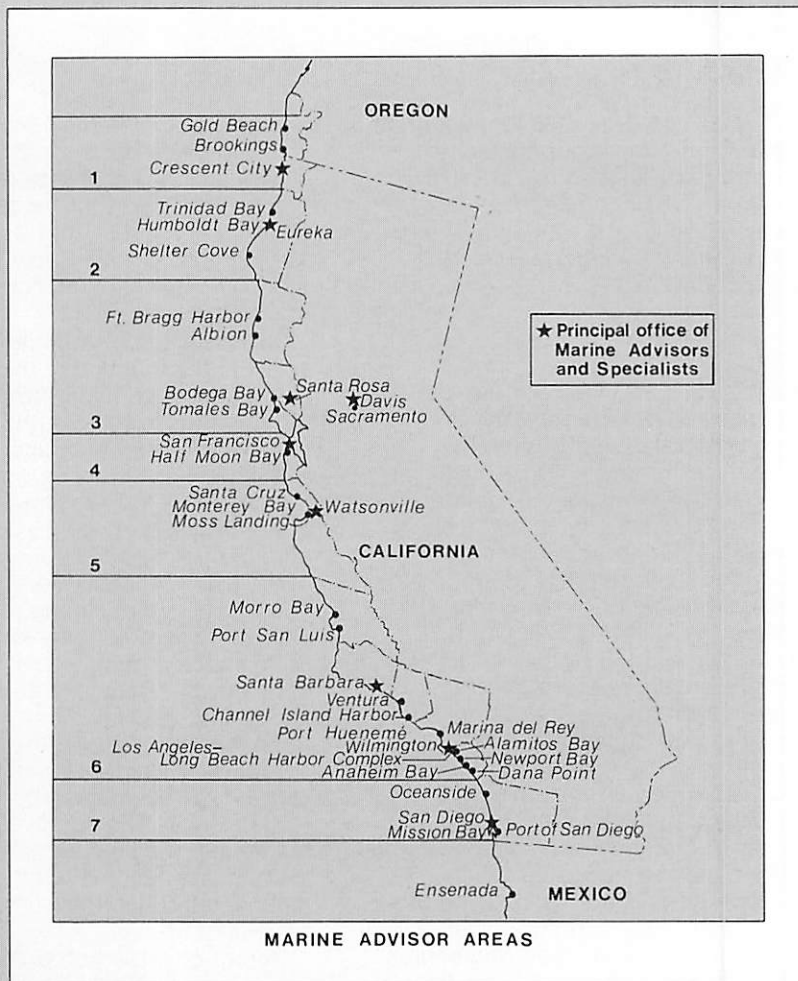 OREGON
Gold Beach
Brookings
Crescent City
1
Trinidad Bay
Humboldt Bay
Eureka
Shelter Cove
2
Ft. Bragg Harbor
Albion
★ Principal office of
Marine Advisors
and Specialists
Bodega Bay
Santa Rosa
Tomales Bay
Davis
Sacramento
3
San Francisco
Half Moon Bay
4
Santa Cruz
Monterey Bay
Watsonville
Moss Landing
CALIFORNIA
5
Morro Bay
Port San Luis
Santa Barbara
Ventura
Channel Island Harbor
Port Huenemé
Marina del Rey
Wilmington
Alamitos Bay
Los Angeles–
Long Beach Harbor Complex
Newport Bay
6
Anaheim Bay
Dana Point
Oceanside
San Diego
7
Mission Bay
Port of San Diego
Ensenada
MEXICO
MARINE ADVISOR AREAS